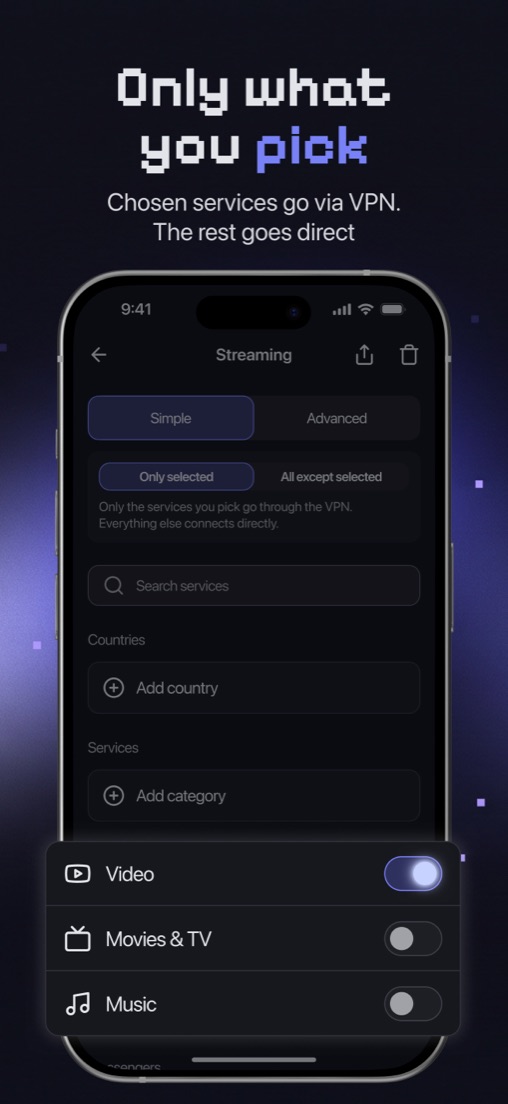 Only what
you pick
Chosen services go via VPN.
The rest goes direct
9:41
Streaming
Simple
Advanced
Only selected
All except selected
Only the services you pick go through the VPN.
Everything else connects directly.
Search services
Countries
Add country
Services
Add category
Video
Movies & TV
Music